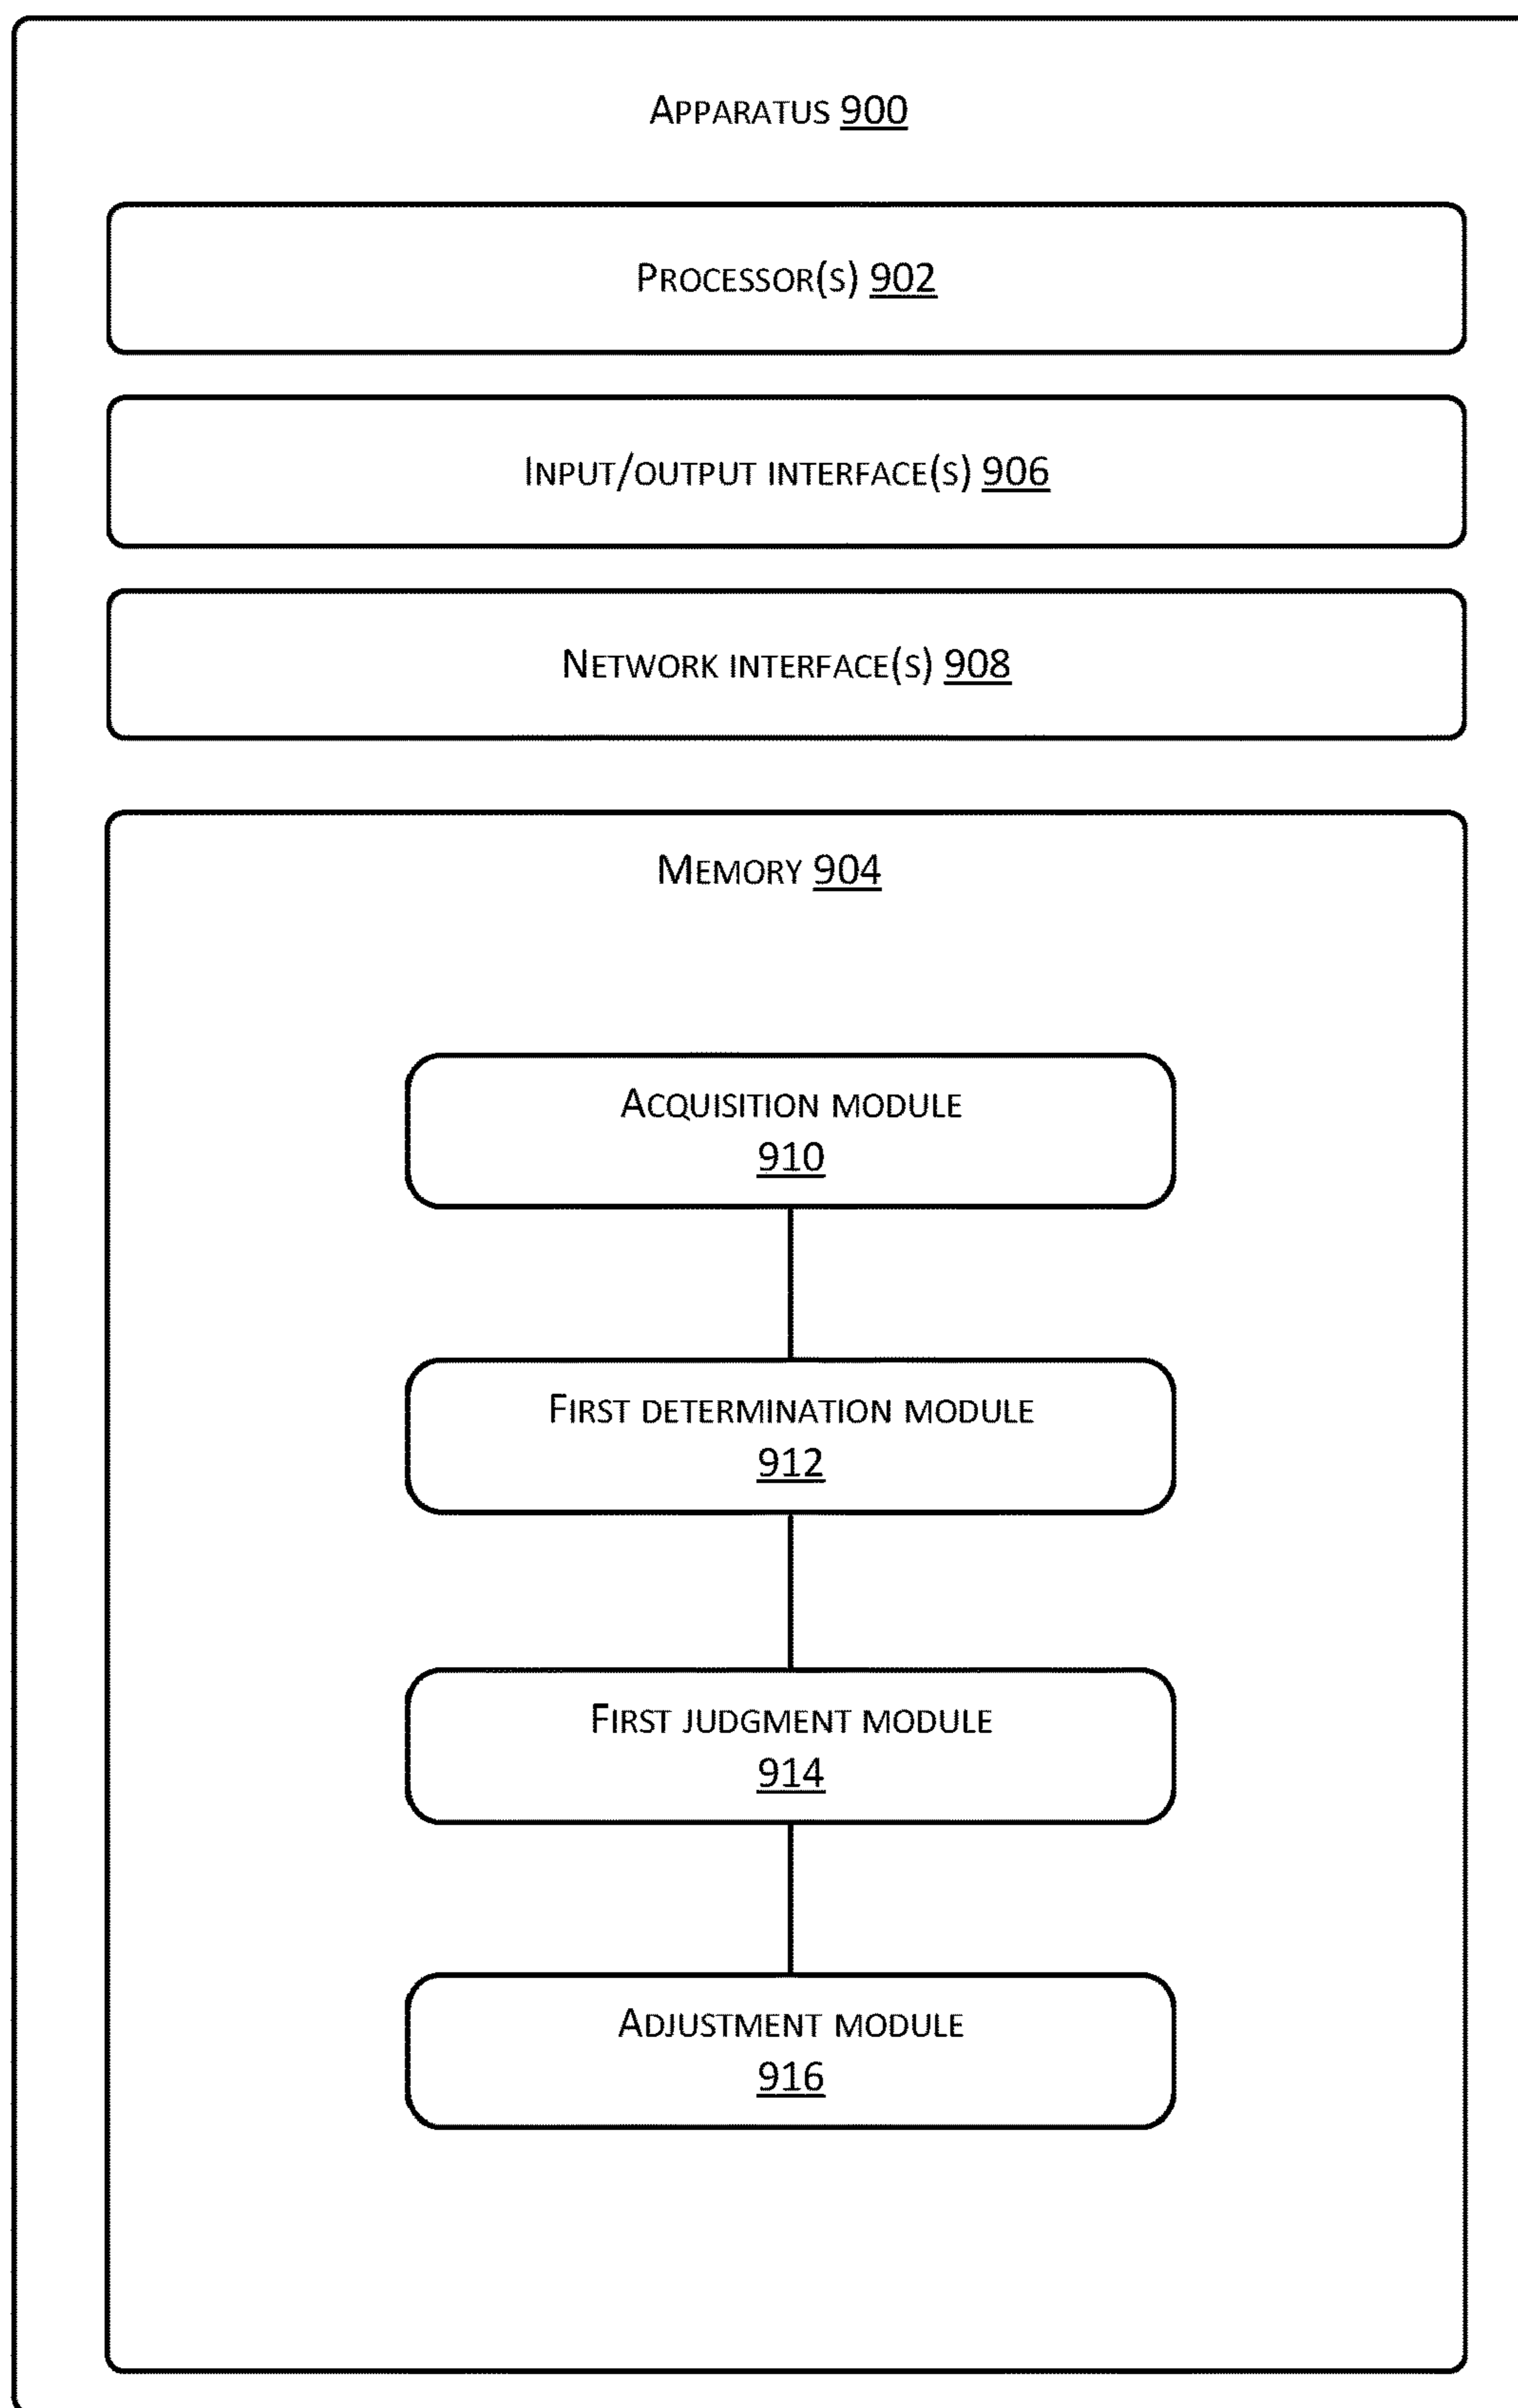 APPARATUS 900
PROCESSOR(S) 902
INPUT/OUTPUT INTERFACE(S) 906
NETWORK INTERFACE(S) 908
MEMORY 904
ACQUISITION MODULE
910
FIRST DETERMINATION MODULE
912
FIRST JUDGMENT MODULE
914
ADJUSTMENT MODULE
916